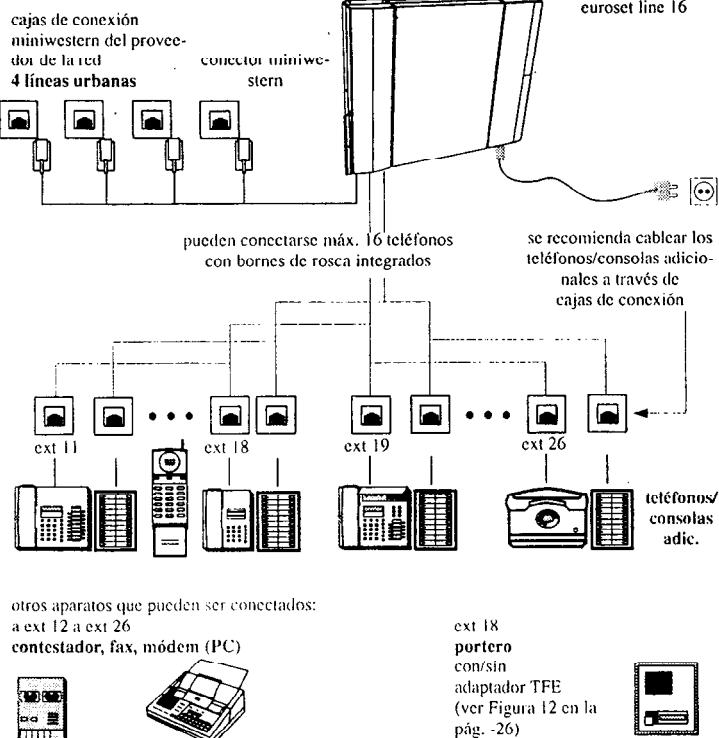 euroset line 16
cajas de conexión
miniwestern del provee-
dor de la red
4 líneas urbanas
conector miniwe-
stern
pueden conectarse máx. 16 teléfonos
con bornes de rosca integrados
se recomienda cablear los
teléfonos/consolas adicio-
nales a través de
cajas de conexión
ext 11
ext 18
ext 19
ext 26
teléfonos/
consolas
adic.
otros aparatos que pueden ser conectados:
a ext 12 a ext 26
contestador, fax, módem (PC)
ext 18
portero
con/sin
adaptador TFE
(ver Figura 12 en la
pág. -26)